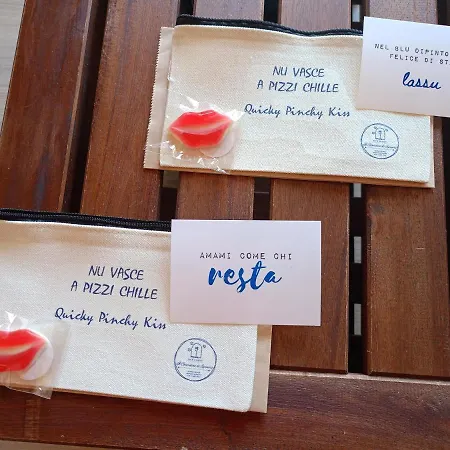 NU VASCE
A PIZZI CHILLE
Quicky Pinchy Kiss
NEL BLU DIPINTO
FELICE DI ST
lassu
NU VASCE
A PIZZI CHILLE
Quicky Pinchy Kiss
AMAMI COME CHI
resta